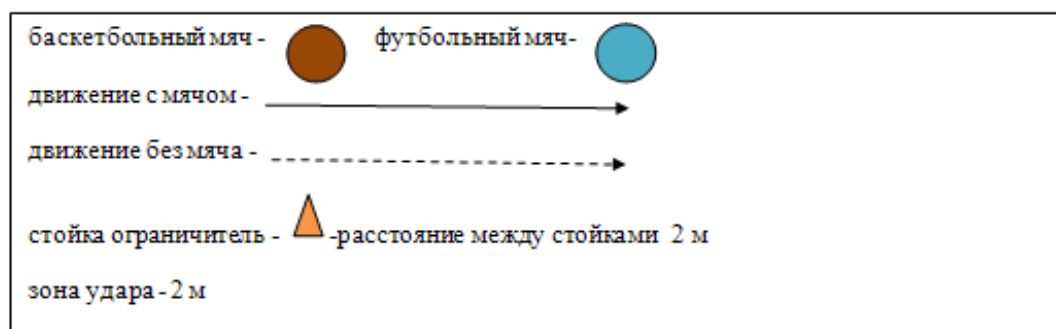 баскетбольный мяч - футбольный мяч-
движение с мячом -
движение без мяча -
стойка ограничитель - -расстояние между стойками 2 м
зона удара - 2 м